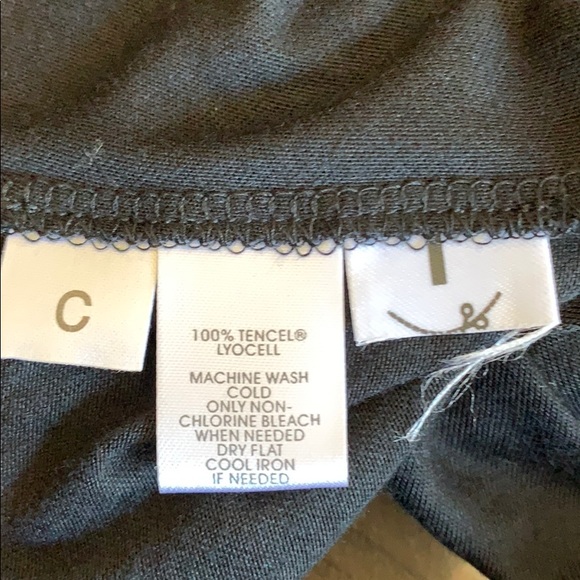 C
100% TENCEL®
LYOCELL
MACHINE WASH
COLD
ONLY NON-
CHLORINE BLEACH
WHEN NEEDED
DRY FLAT
COOL IRON
IF NEEDED